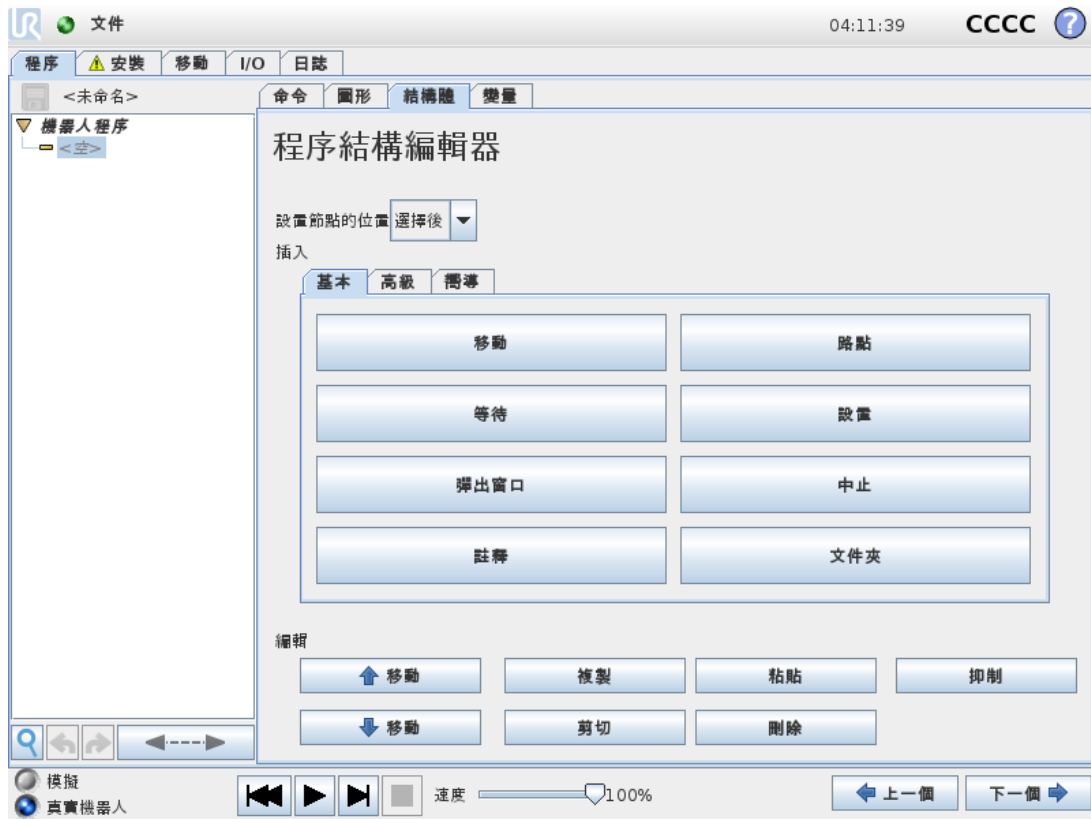 UR 文件 04:11:39 CCCC ?
程序 安裝 移動 I/O 日誌
<未命名> 命令 圖形 結構體 變量
機器人程序
<空>
程序結構編輯器
設置節點的位置 選擇後
插入
基本 高級 嚮導
移動 路點
等待 設置
彈出窗口 中止
註釋 文件夾
編輯
移動 複製 粘貼 抑制
移動 剪切 刪除
模擬
真實機器人
速度 100% 上一個 下一個